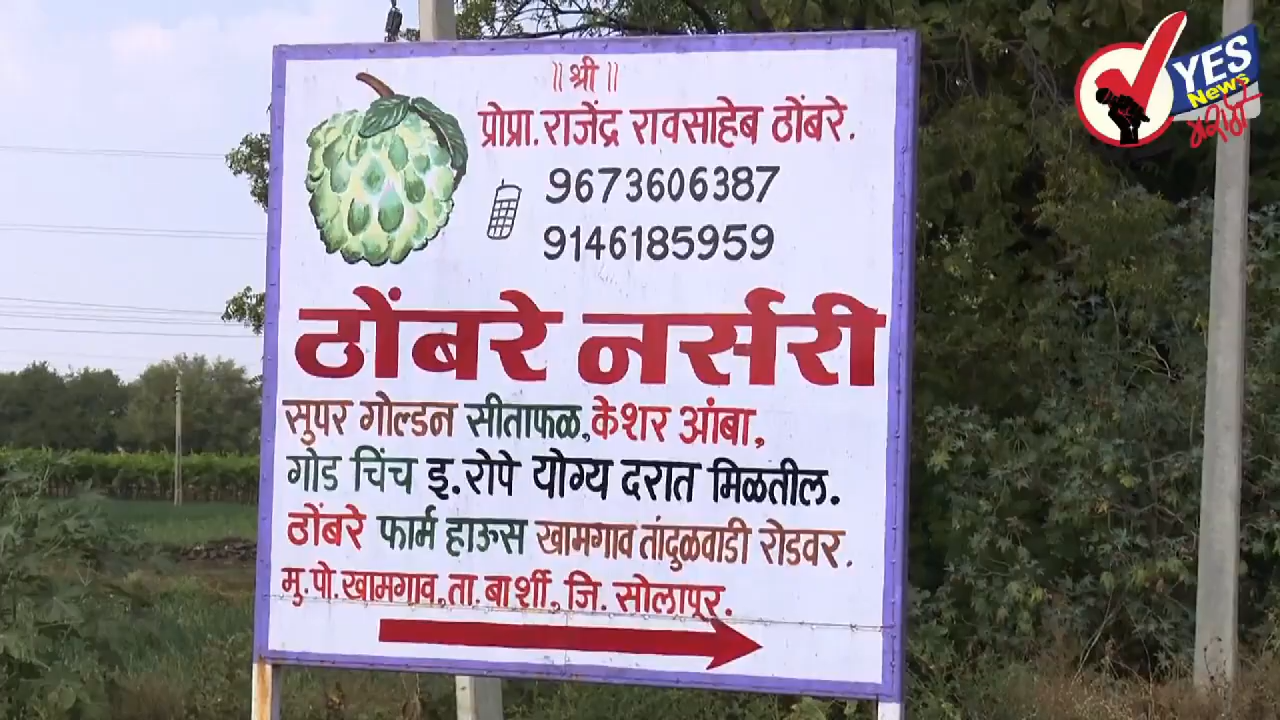 ॥ श्री ॥
प्रोप्रा. राजेंद्र रावसाहेब ठोंबरे.
9673606387
9146185959
ठोंबरे नर्सरी
सुपर गोल्डन सीताफळ, केशर आंबा,
गोड चिंच इ. रोपे योग्य दरात मिळतील.
ठोंबरे फार्म हाऊस खामगाव तांदुळवाडी रोडवर.
मु. पो. खामगाव, ता. बार्शी, जि. सोलापूर.
YES
News
मराठी